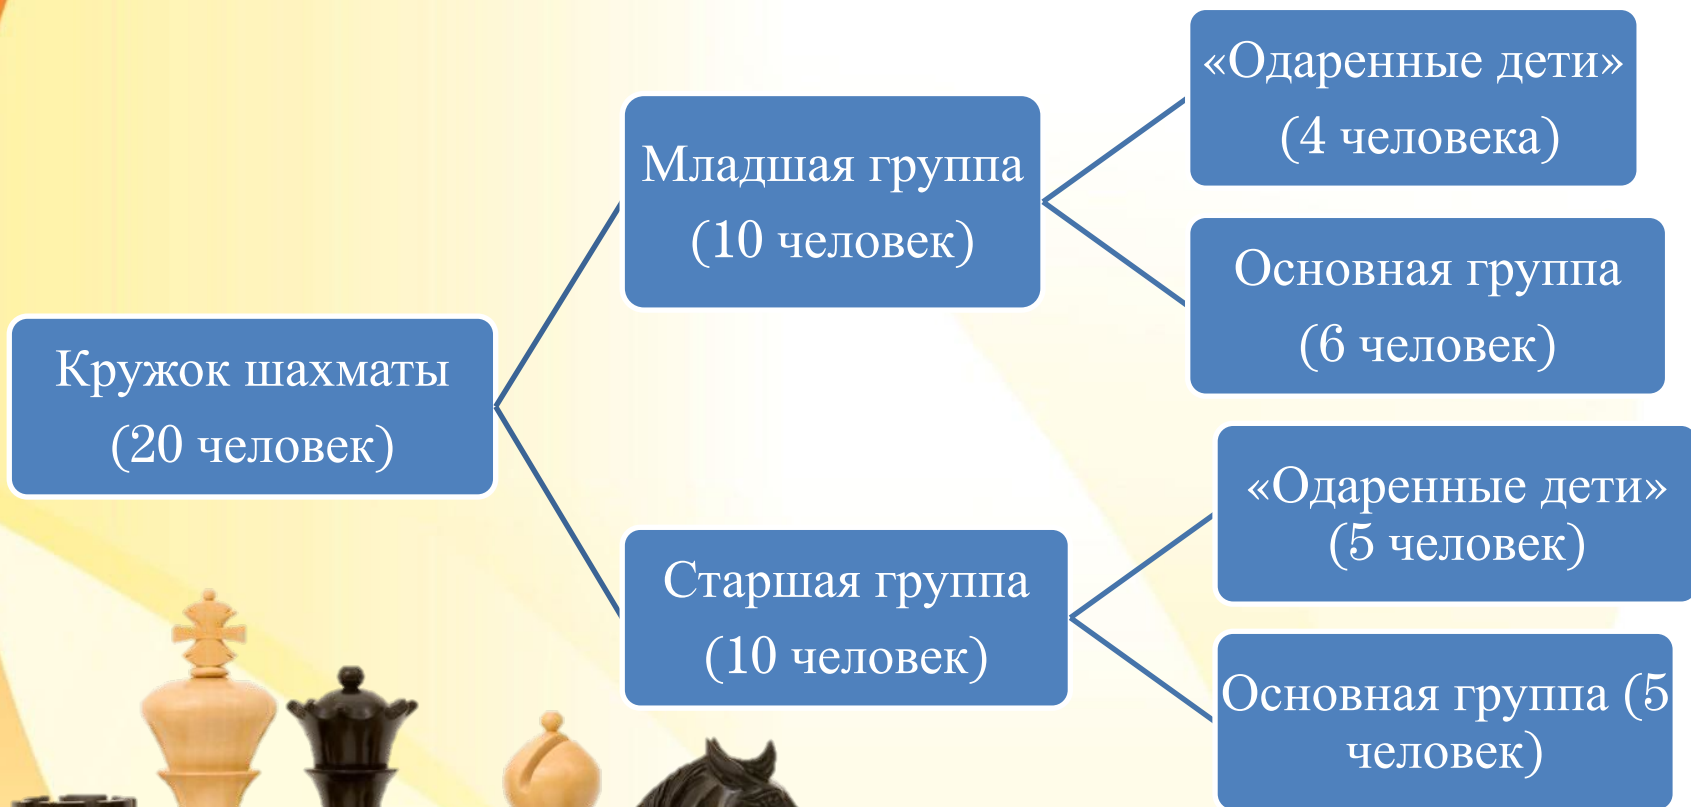 Кружок шахматы
(20 человек)
Младшая группа
(10 человек)
«Одаренные дети»
(4 человека)
Основная группа
(6 человек)
Старшая группа
(10 человек)
«Одаренные дети»
(5 человек)
Основная группа (5
человек)